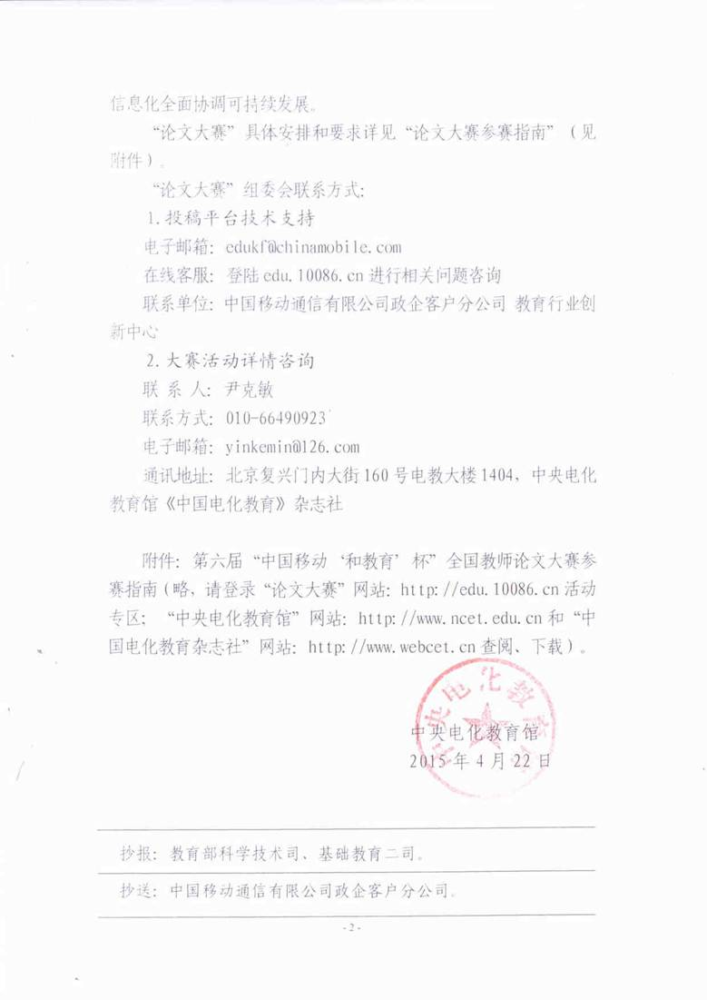 信息化全面协调可持续发展。
“论文大赛”具体安排和要求详见“论文大赛参赛指南”（见
附件）。
“论文大赛”组委会联系方式:
1.投稿平台技术支持
电子邮箱: edukf@chinamobile.com
在线客服: 登陆edu.10086.cn进行相关问题咨询
联系单位: 中国移动通信有限公司政企客户分公司 教育行业创
新中心
2.大赛活动详情咨询
联 系 人: 尹克敏
联系方式: 010-66490923
电子邮箱: yinkemin@126.com
通讯地址: 北京复兴门内大街160号电教大楼1404, 中央电化
教育馆《中国电化教育》杂志社
附件: 第六届“中国移动‘和教育’杯”全国教师论文大赛参
赛指南（略, 请登录“论文大赛”网站: http://edu.10086.cn活动
专区; “中央电化教育馆”网站: http://www.ncet.edu.cn和“中
国电化教育杂志社”网站: http://www.webcet.cn查阅、下载）。
中央电化教育馆
中央电化教育馆
2015年4月22日
抄报: 教育部科学技术司、基础教育二司。
抄送: 中国移动通信有限公司政企客户分公司。
-2-